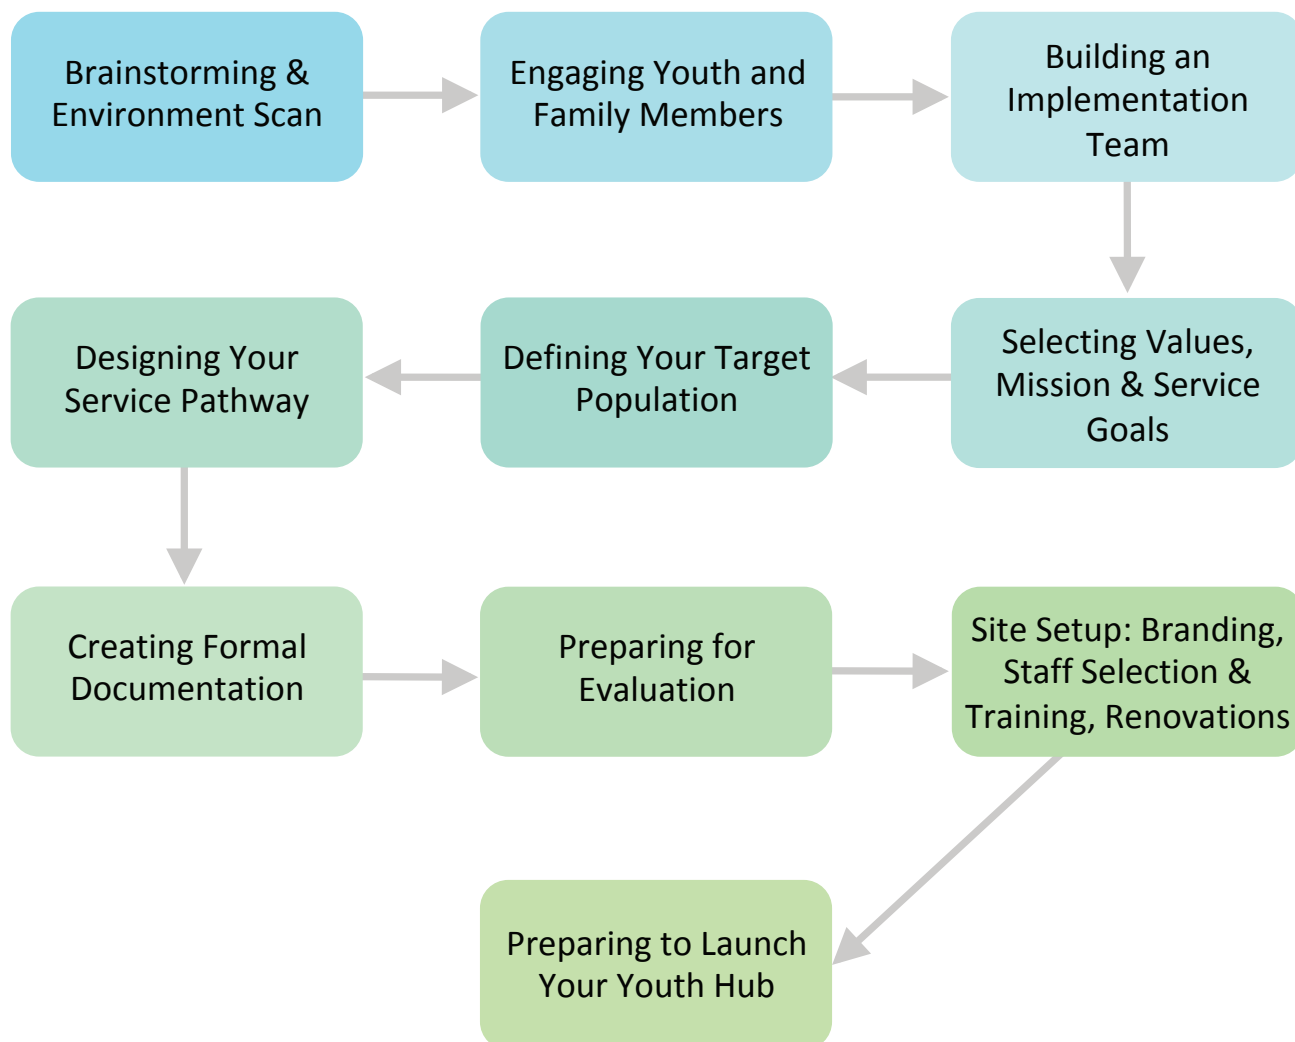 Brainstorming &
Environment Scan
Engaging Youth and
Family Members
Building an
Implementation
Team
Selecting Values,
Mission & Service
Goals
Defining Your Target
Population
Designing Your
Service Pathway
Creating Formal
Documentation
Preparing for
Evaluation
Site Setup: Branding,
Staff Selection &
Training, Renovations
Preparing to Launch
Your Youth Hub